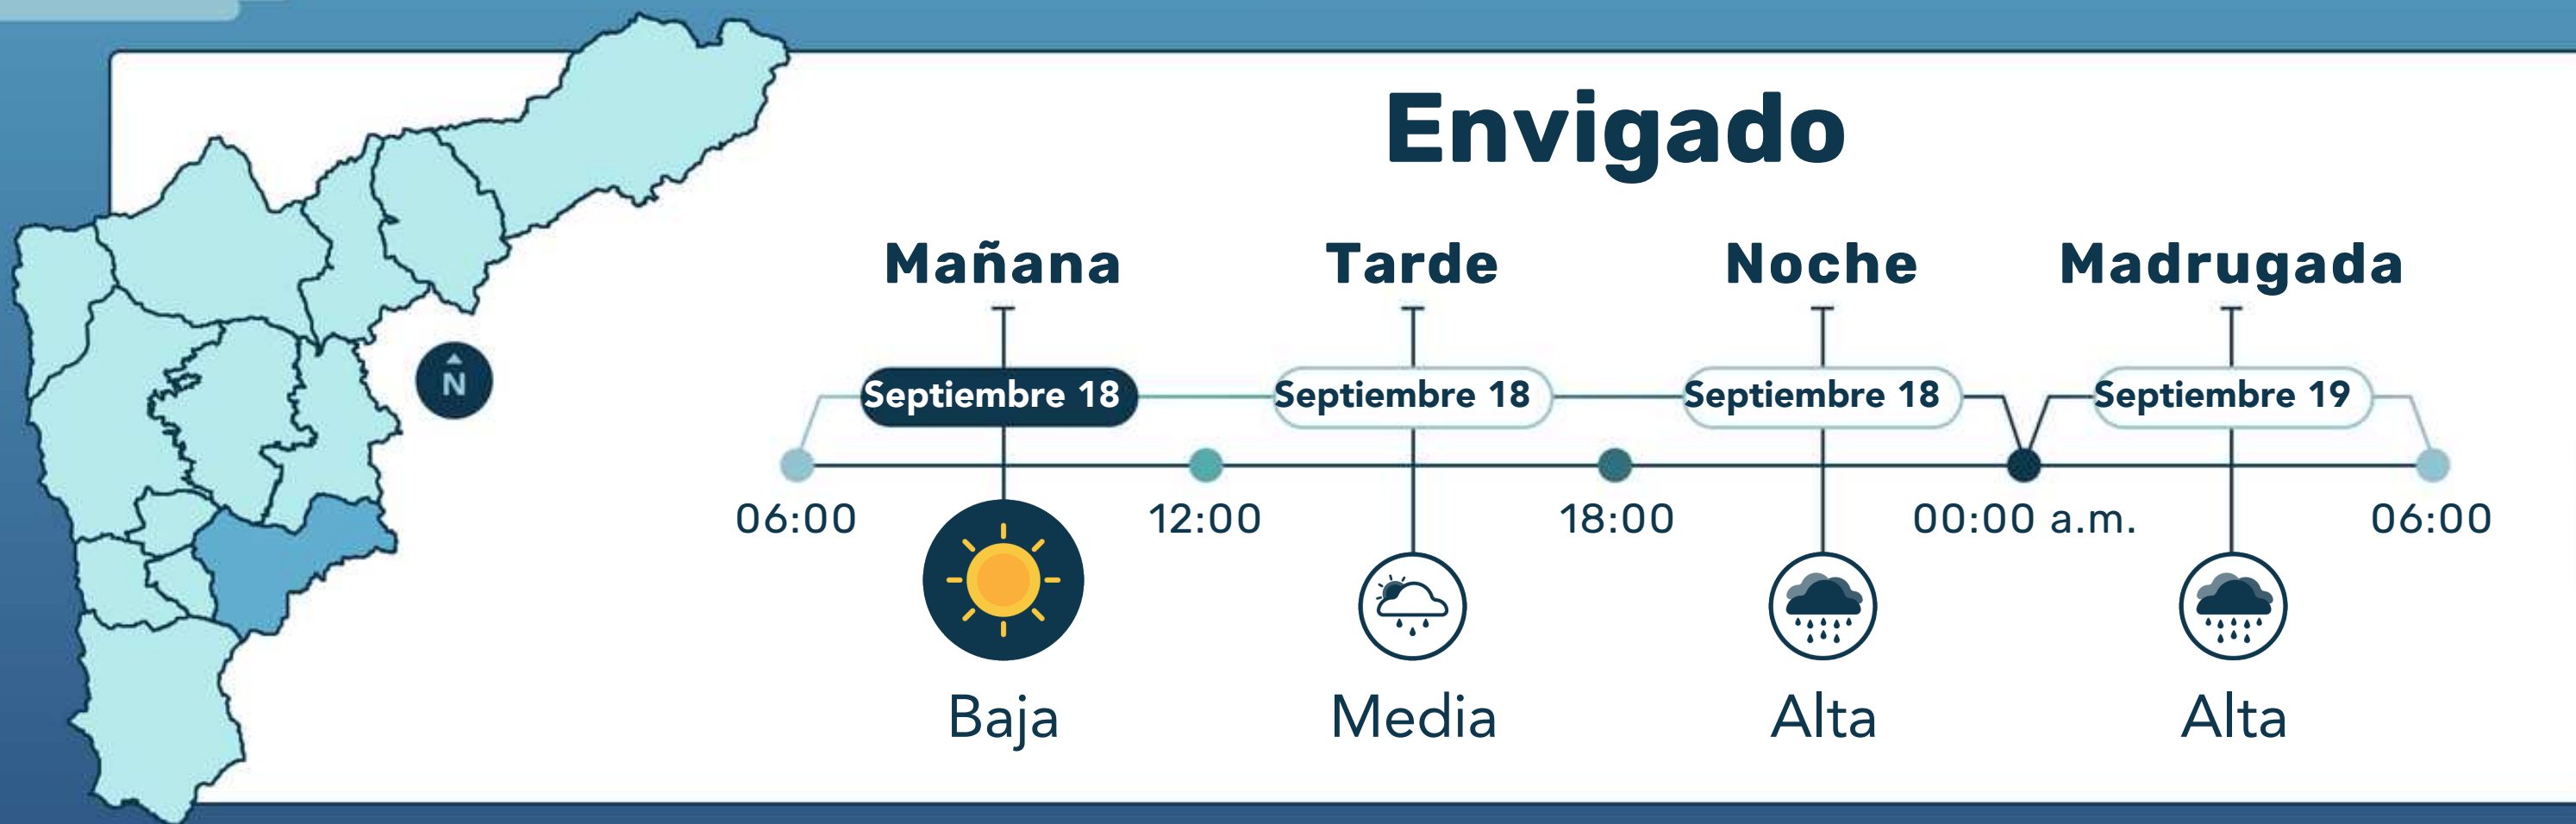 Envigado
Mañana Tarde Noche Madrugada
N
Septiembre 18 Septiembre 18 Septiembre 18 Septiembre 19
06:00 12:00 18:00 00:00 a.m. 06:00
Baja Media Alta Alta